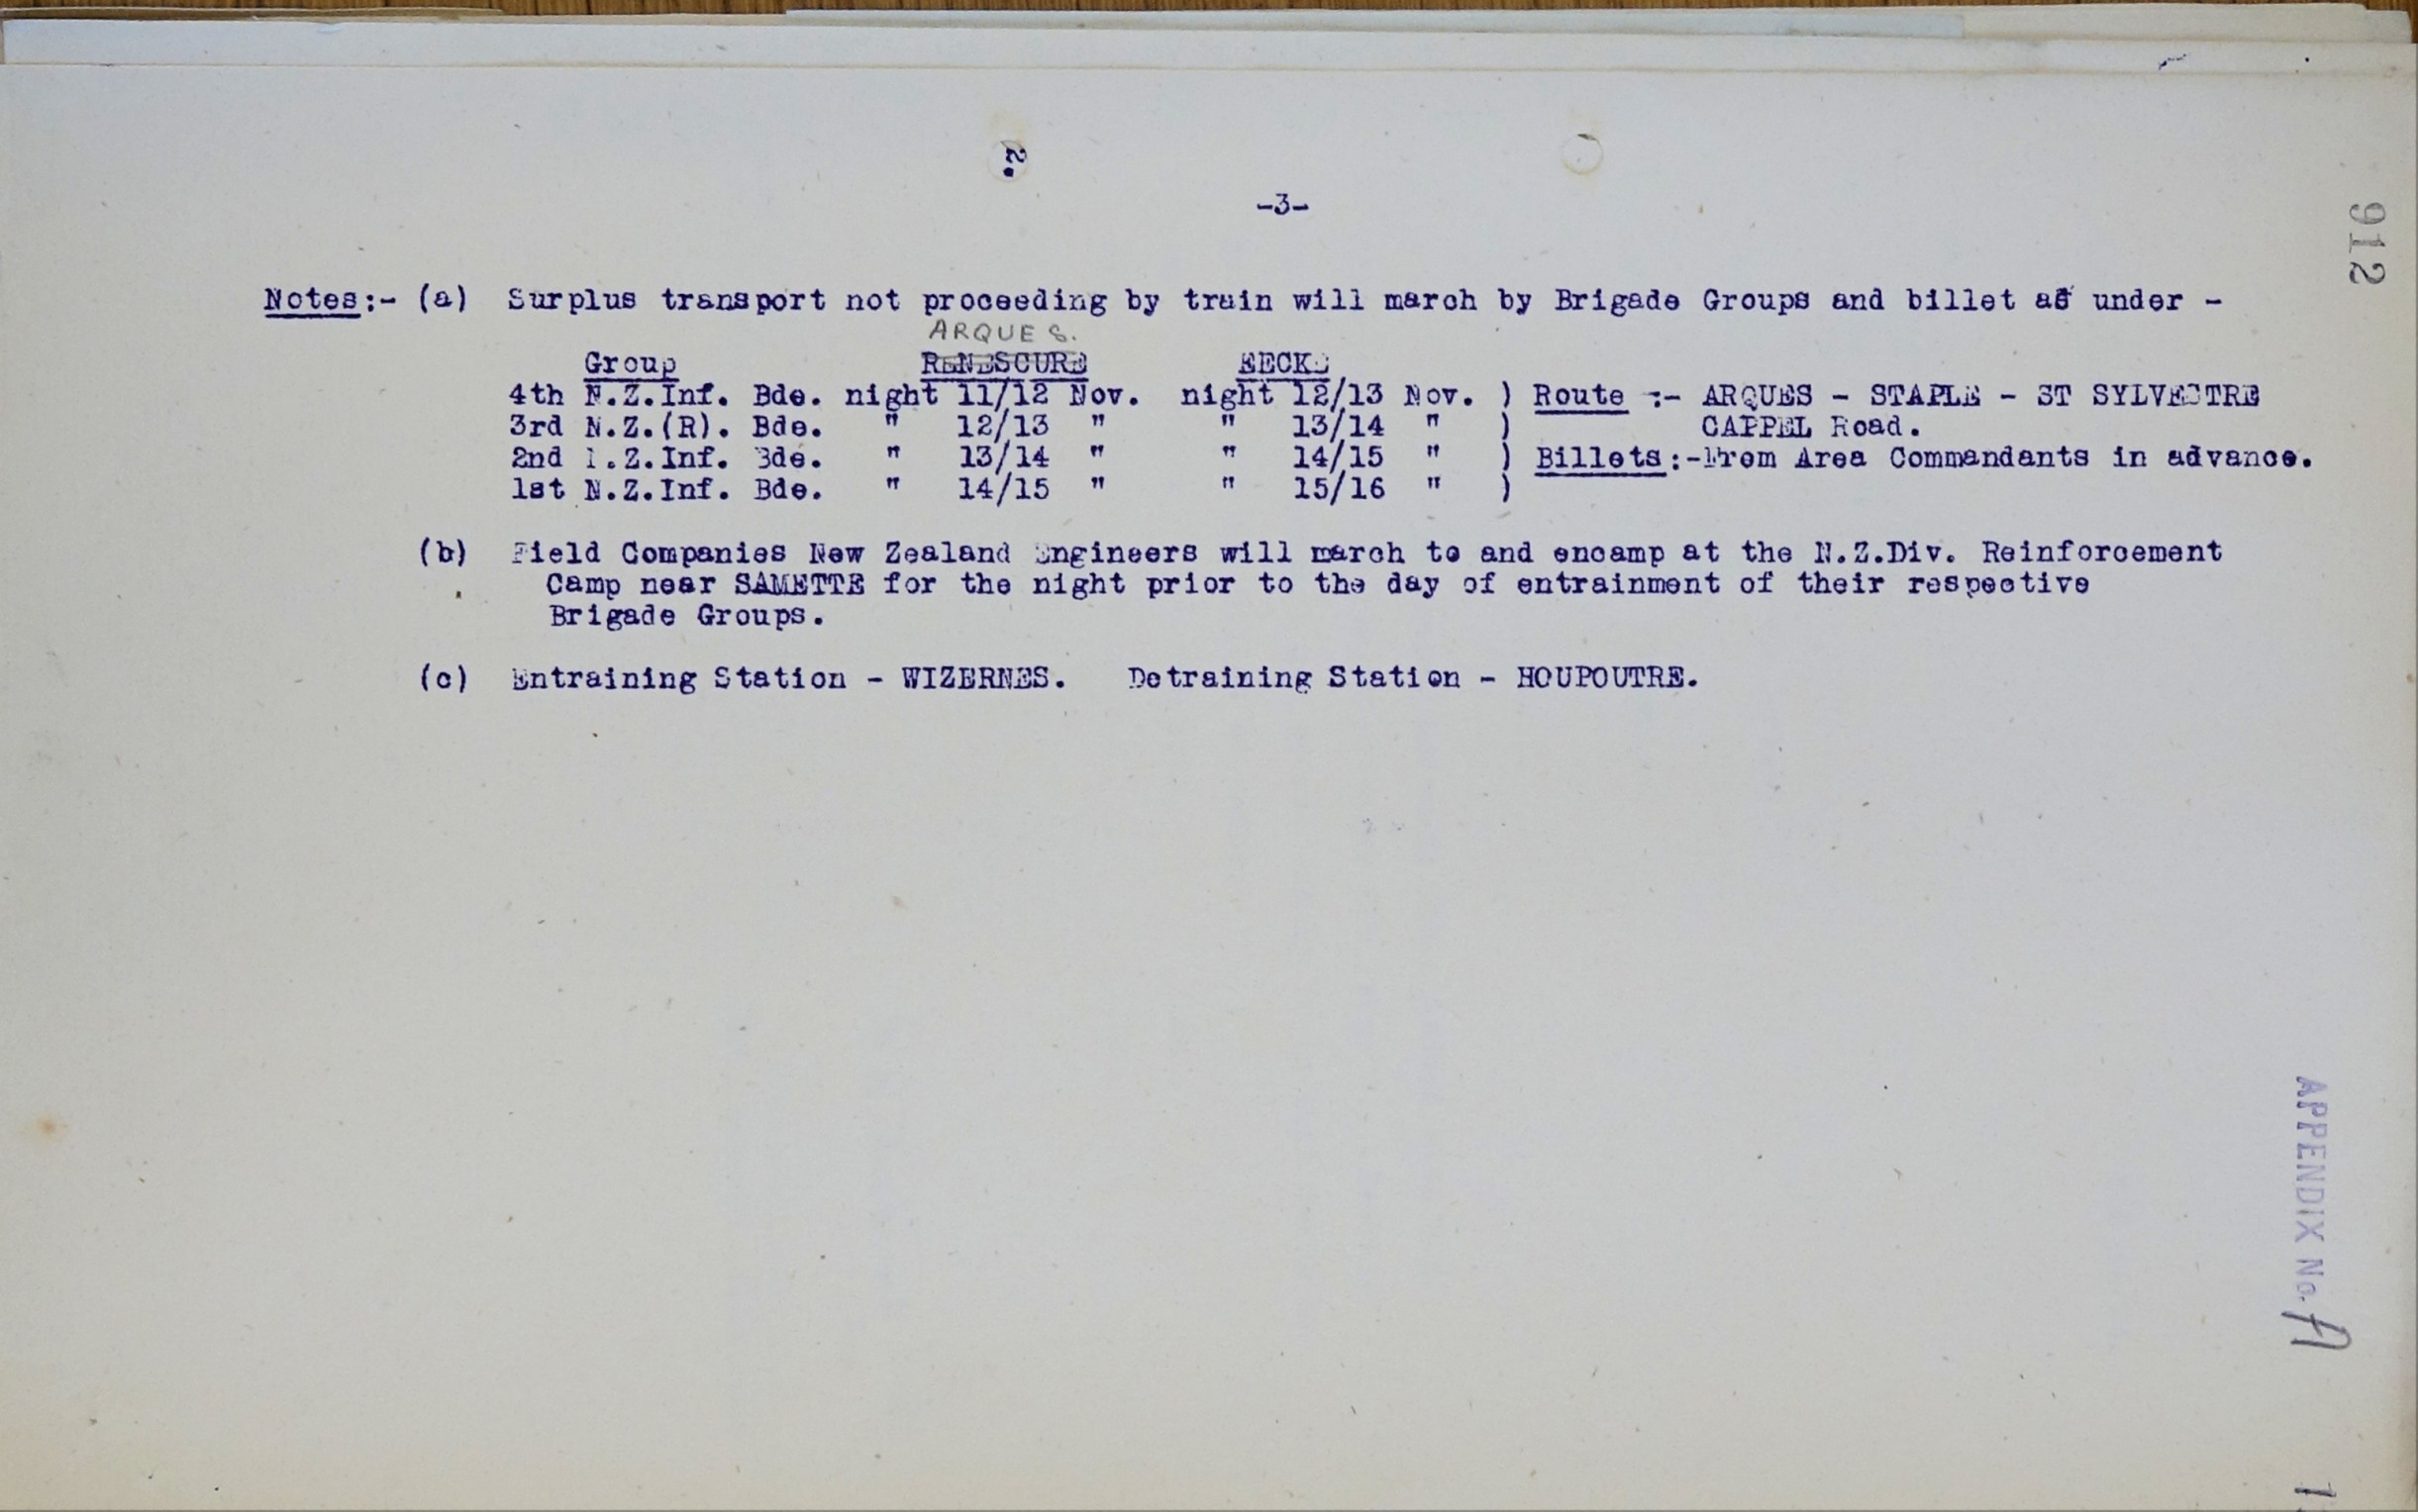 2.
-3-
912
Notes:- (a) Surplus transport not proceeding by train will march by Brigade Groups and billet as under -
ARQUES.
Group RENESCURE EECKE
4th N.Z.Inf. Bde. night 11/12 Nov. night 12/13 Nov. ) Route :- ARQUES - STAPLE - ST SYLVESTRE
3rd N.Z.(R). Bde. " 12/13 " " 13/14 " ) CAPPEL Road.
2nd N.Z.Inf. Bde. " 13/14 " " 14/15 " ) Billets:-From Area Commandants in advance.
1st N.Z.Inf. Bde. " 14/15 " " 15/16 " )
(b) Field Companies New Zealand Engineers will march to and encamp at the N.Z.Div. Reinforcement
Camp near SAMETTE for the night prior to the day of entrainment of their respective
Brigade Groups.
(c) Entraining Station - WIZERNES. Detraining Station - HOUPOUTRE.
APPENDIX No. A
1